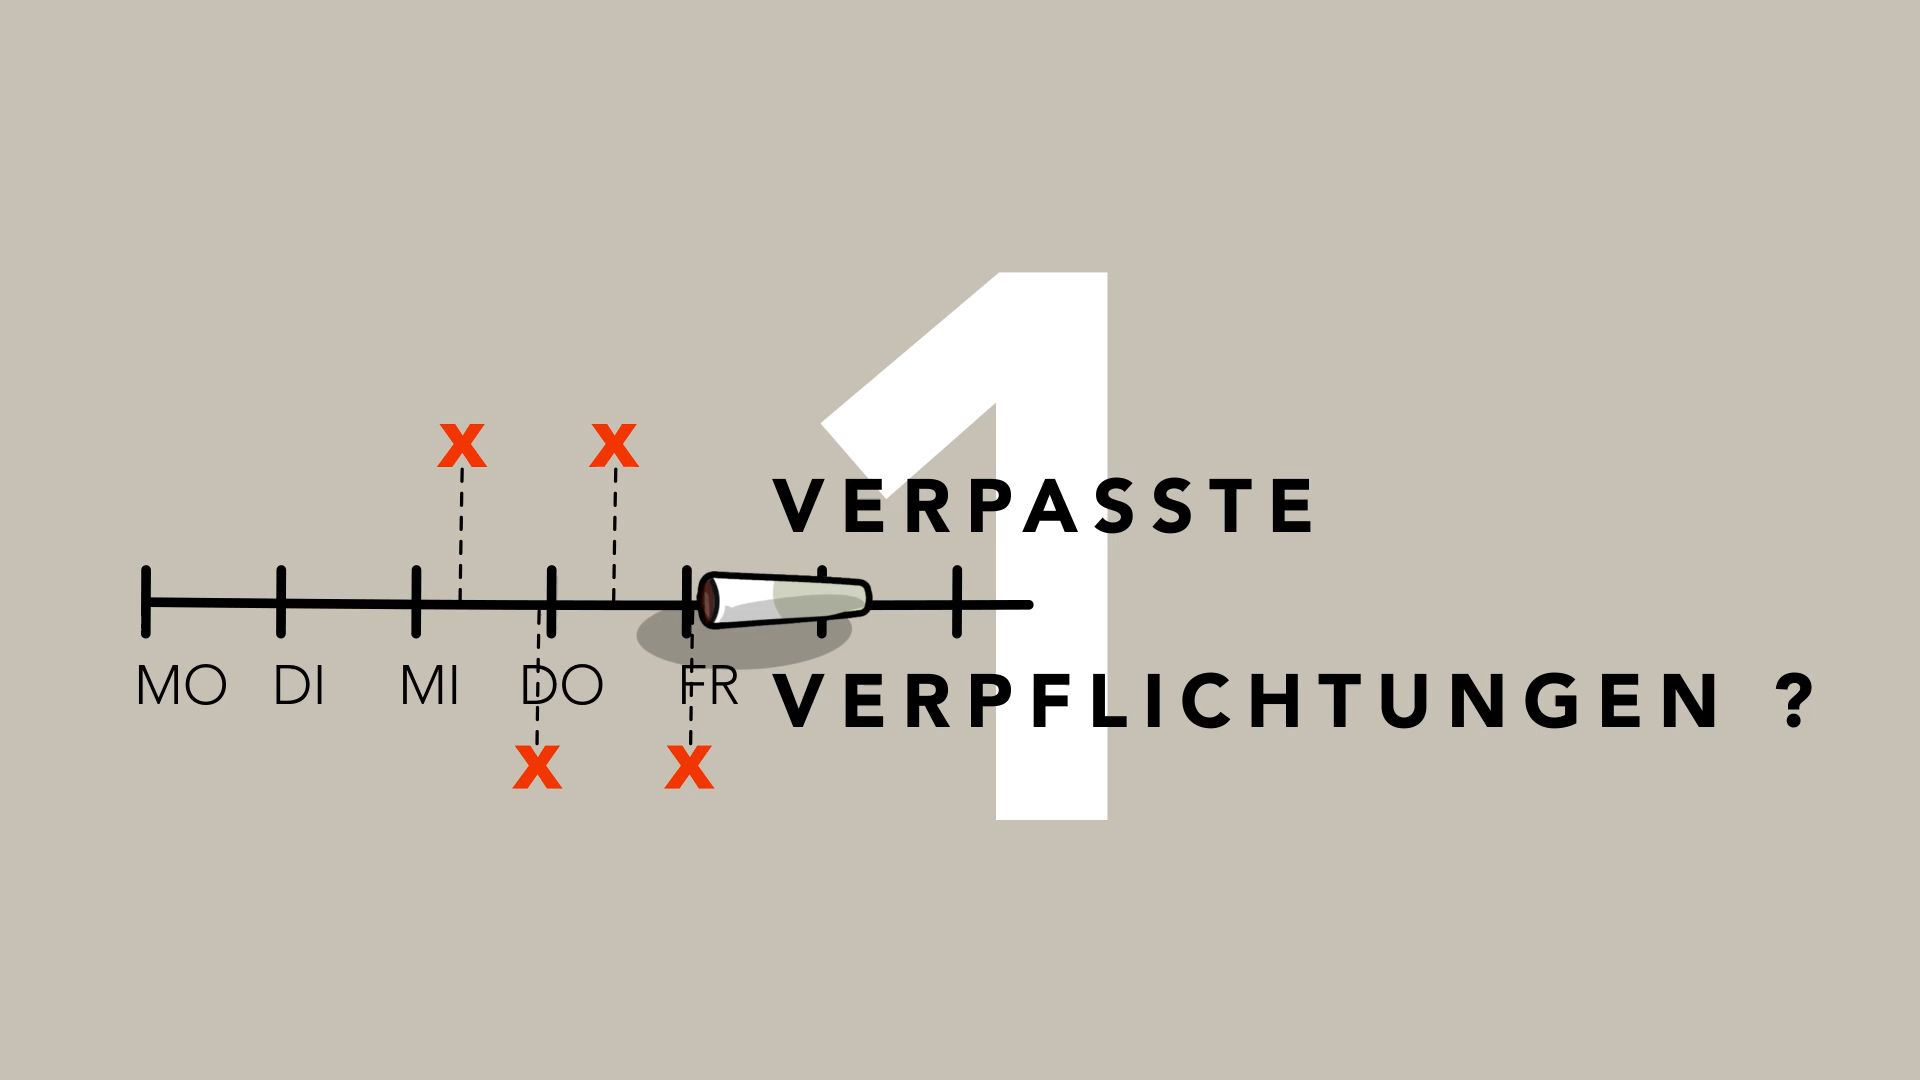 1
X X
VERPASSTE
MO DI MI DO FR
VERPFLICHTUNGEN ?
X X